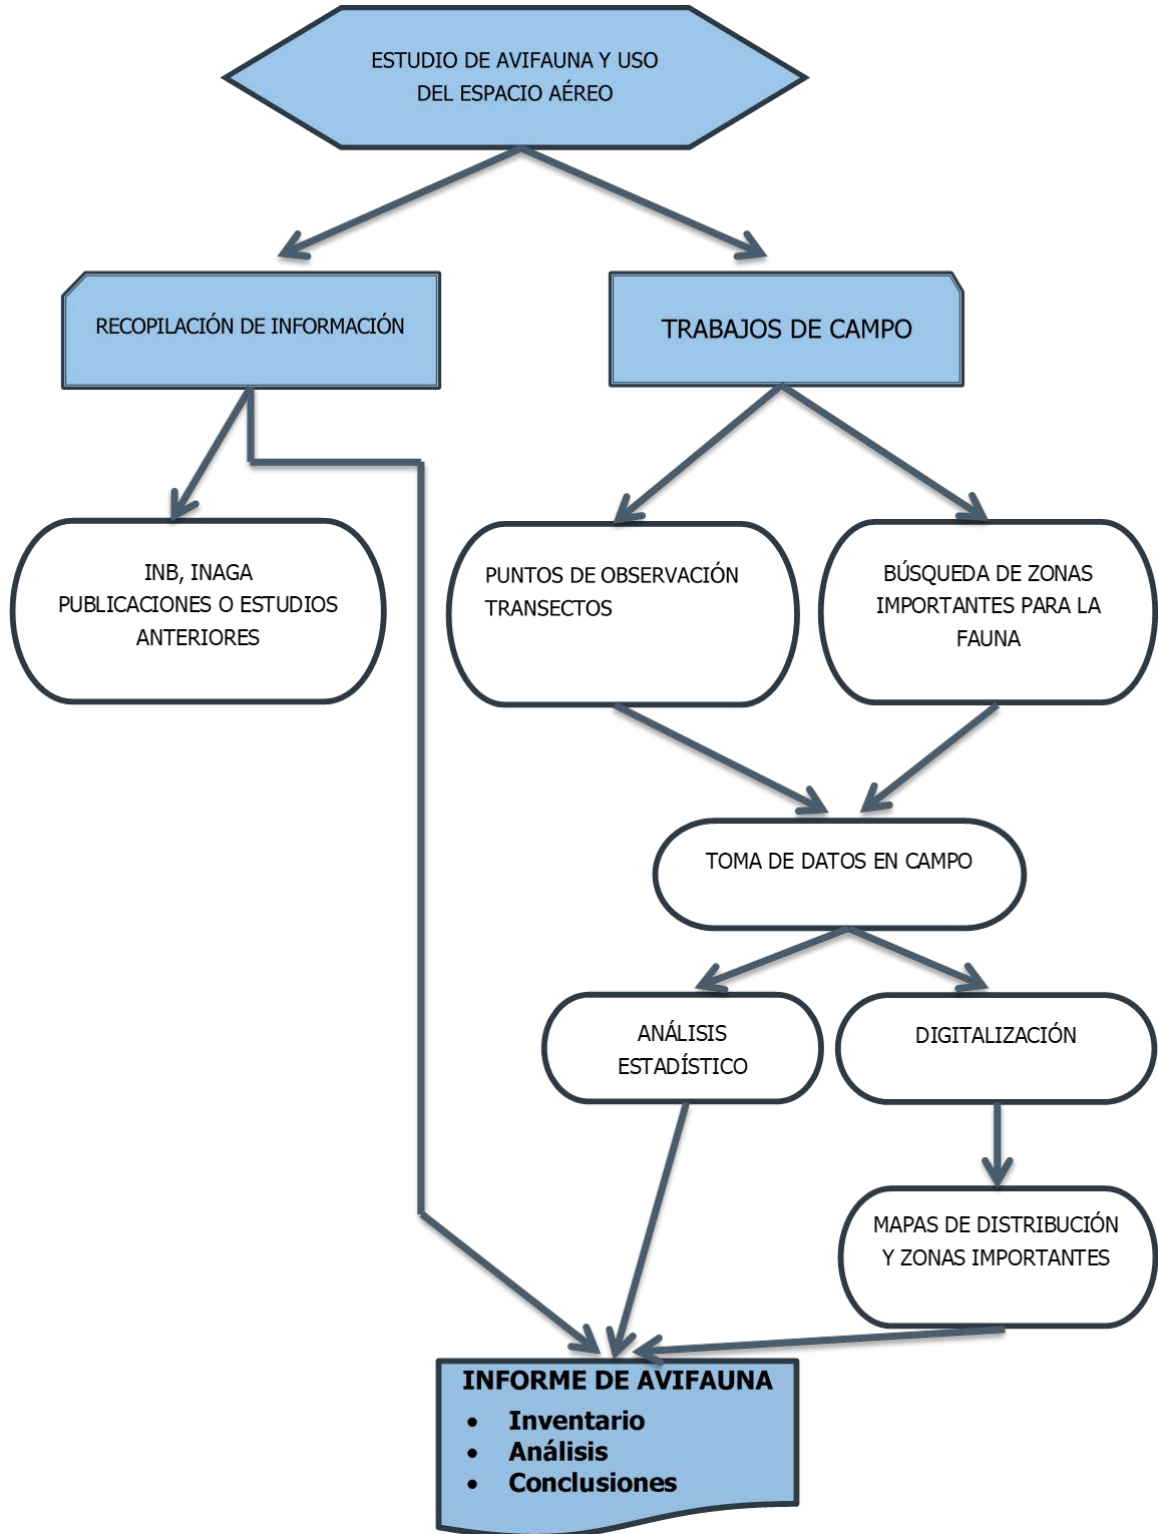 ESTUDIO DE AVIFAUNA Y USO
DEL ESPACIO AÉREO
RECOPILACIÓN DE INFORMACIÓN
TRABAJOS DE CAMPO
INB, INAGA
PUBLICACIONES O ESTUDIOS
ANTERIORES
PUNTOS DE OBSERVACIÓN
TRANSECTOS
BÚSQUEDA DE ZONAS
IMPORTANTES PARA LA
FAUNA
TOMA DE DATOS EN CAMPO
ANÁLISIS
ESTADÍSTICO
DIGITALIZACIÓN
MAPAS DE DISTRIBUCIÓN
Y ZONAS IMPORTANTES
INFORME DE AVIFAUNA
• Inventario
• Análisis
• Conclusiones